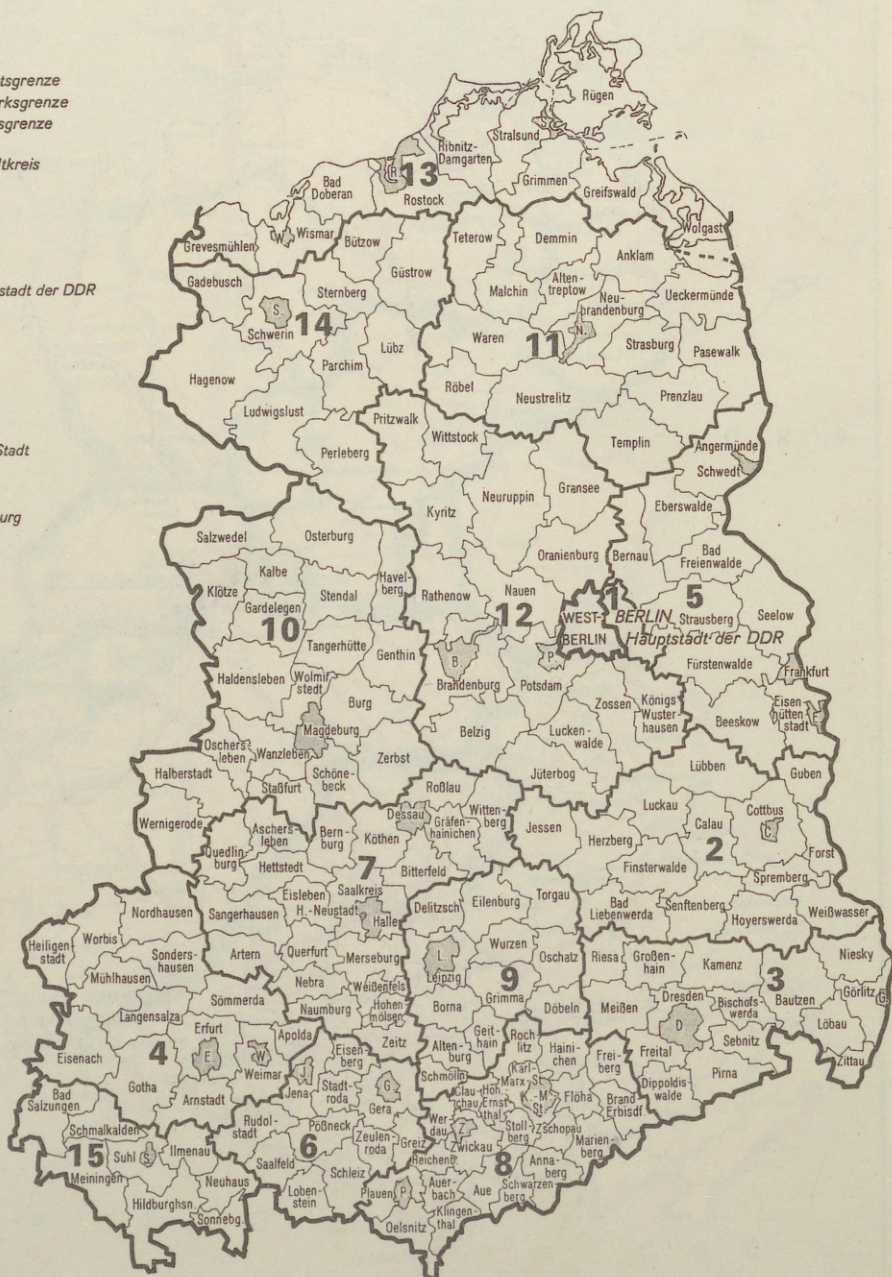 tsgrenze
rksgrenze
sgrenze
ltkreis
stadt der DDR
Stadt
urg
Rügen
Stralsund
S.
Ribnitz-
Damgarten
R
13
Rostock
Bad
Doberan
Grimmen
Greifswald
Wolgast
Grevesmühlen
W.
Wismar
Bützow
Güstrow
Gadebusch
Sternberg
S.
Schwerin
14
Lübz
Parchim
Hagenow
Ludwigslust
Perleberg
Teterow
Demmin
Anklam
Malchin
Alten-
treptow
Neu-
brandenburg
Ueckermünde
Waren
11
N.
Strasburg
Pasewalk
Röbel
Neustrelitz
Prenzlau
Templin
Pritzwalk
Wittstock
Kyritz
Neuruppin
Gransee
Oranienburg
Rathenow
Nauen
12
WEST-
BERLIN
1
BERLIN
Hauptstadt der DDR
B.
Brandenburg
P.
Potsdam
Belzig
Zossen
Königs
Wuster-
hausen
Lucken-
walde
Jüterbog
Angermünde
Schwedt
Eberswalde
Bernau
Bad
Freienwalde
5
Strausberg
Seelow
Fürstenwalde
Frankfurt
Beeskow
Eisen
hütten
stadt
E.
Salzwedel
Osterburg
Kalbe
Klötze
Gardelegen
10
Stendal
Havel-
berg
Tangerhütte
Genthin
Haldensleben
Wolmir
stedt
Burg
Magdeburg
Oschers
leben
Wanzleben
Halberstadt
Staßfurt
Schöne-
beck
Zerbst
Wernigerode
Roßlau
Dessau
Witten-
berg
Gräfen-
hainichen
Aschers-
leben
Bern-
burg
Köthen
7
Quedlin-
burg
Hettstedt
Bitterfeld
Eisleben
Saalkreis
Sangerhausen
H.-Neustadt
Halle
Artern
Querfurt
Merseburg
Nebra
Weißenfels
Naumburg
Hohen
mölsen
Zeitz
Lübben
Guben
Luckau
Calau
Cottbus
C.
Jessen
Herzberg
2
Finsterwalde
Forst
Spremberg
Bad
Liebenwerda
Senftenberg
Hoyerswerda
Weißwasser
Delitzsch
Eilenburg
Torgau
L.
Leipzig
Wurzen
Oschatz
9
Grimma
Borna
Döbeln
Alten-
burg
Geit-
hain
Schmölln
Riesa
Großen-
hain
Kamenz
3
Niesky
Meißen
Dresden
D
Bischofs-
werda
Bautzen
Görlitz
G.
Löbau
Sebnitz
Freital
Zittau
Dippoldis
walde
Pirna
Nordhausen
Heiligen
stadt
Worbis
Sonders-
hausen
Mühlhausen
Sömmerda
Langensalza
Erfurt
E
Apolda
Eisenach
4
W
Weimar
Gotha
Arnstadt
Eisen-
berg
J
Jena
Stadt-
roda
G
Gera
Rudol-
stadt
Pößneck
6
Zeulen-
roda
Greiz
Saalfeld
Schleiz
Loben-
stein
Bad
Salzungen
Schmalkalden
15
Suhl
S
Ilmenau
Meiningen
Neuhaus
Hildburghsn.
Sonnebg.
Roch
litz
Haini-
chen
Frei-
berg
Karl-
Marx St.
K.-M.
St.
Flöha
Brand
Erbisdf
Clau-
chau
Hoh.
Ernst
thal
Wer
dau
Z.
Zwickau
Stoll
berg
Zschopau
Marien-
berg
Reichenb.
8
Anna-
berg
Plauen
P.
Auer-
bach
Aue
Schwarzen
berg
Oelsnitz
Klingen-
thal